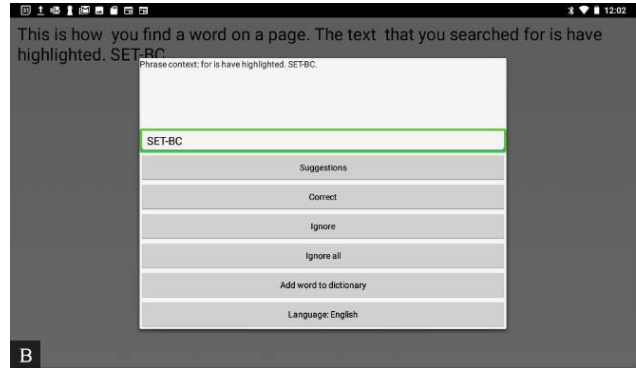 31
12:02
This is how  you find a word on a page. The text  that you searched for is have
highlighted. SET-BC
Phrase context: for is have highlighted. SET-BC.
SET-BC
Suggestions
Correct
Ignore
Ignore all
Add word to dictionary
Language: English
B